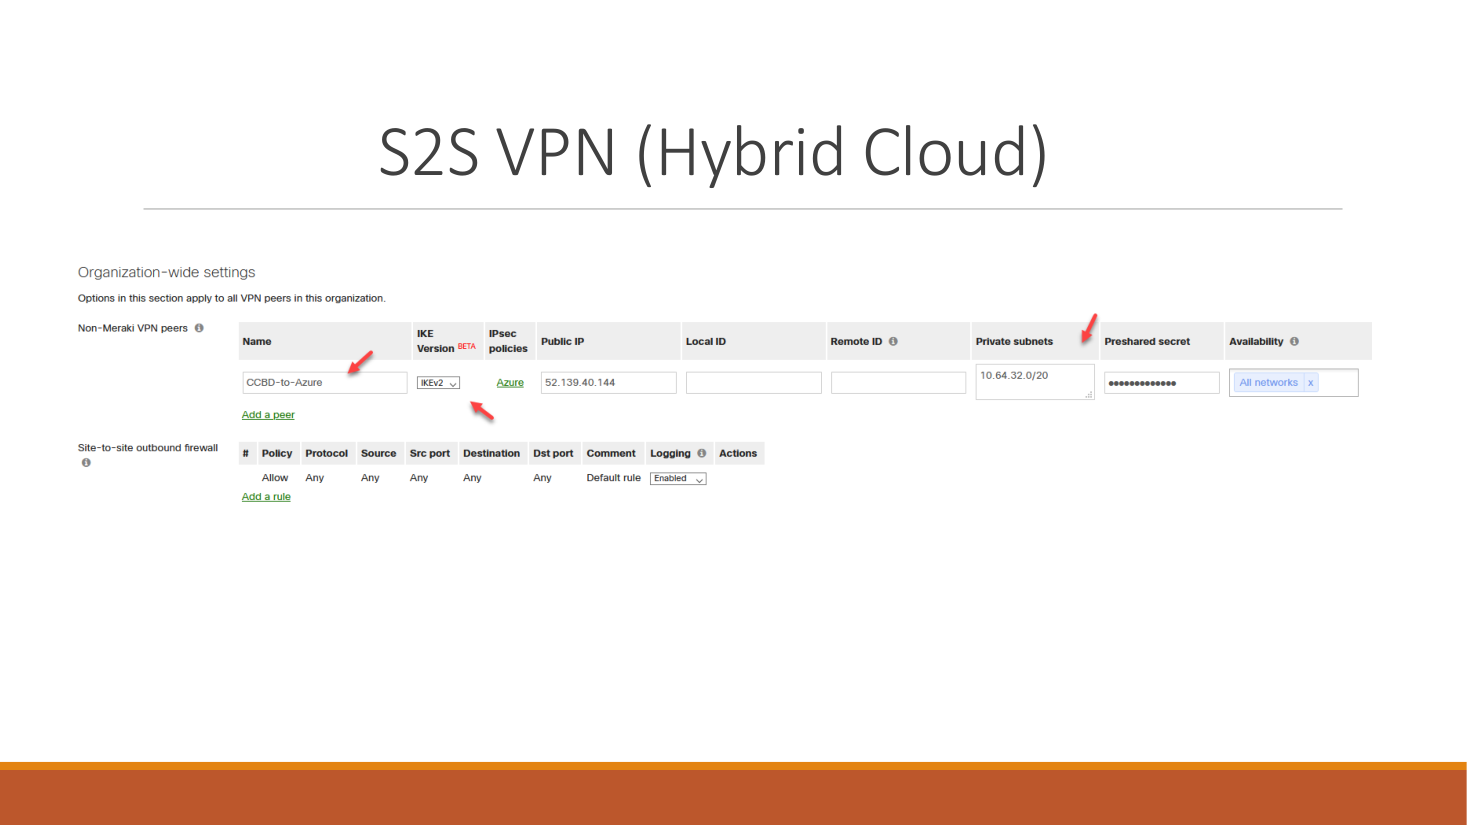 S2S VPN (Hybrid Cloud)
Organization-wide settings
Options in this section apply to all VPN peers in this organization.
Non-Meraki VPN peers
Name
IKE Version BETA
IPsec policies
Public IP
Local ID
Remote ID
Private subnets
Preshared secret
Availability
CCBD-to-Azure
IKEv2
Azure
52.139.40.144
10.64.32.0/20
•••••••••••••
All networks x
Add a peer
Site-to-site outbound firewall
# Policy Protocol Source Src port Destination Dst port Comment Logging Actions
Allow Any Any Any Any Any Default rule Enabled
Add a rule